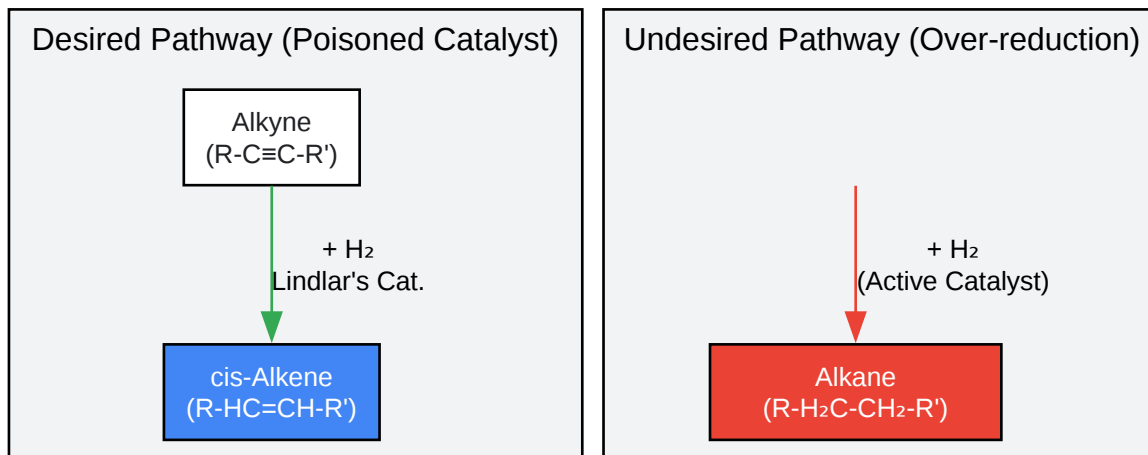 Desired Pathway (Poisoned Catalyst)
Alkyne
(R-C≡C-R')
+ H₂
Lindlar's Cat.
cis-Alkene
(R-HC=CH-R')
Undesired Pathway (Over-reduction)
+ H₂
(Active Catalyst)
Alkane
(R-H₂C-CH₂-R')